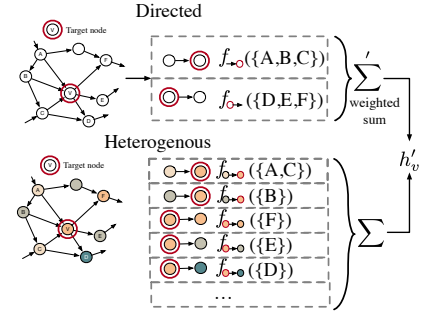 Directed
V Target node
A
F
B
V
E
C
D
f ({A,B,C})
f ({D,E,F})
∑′
weighted
sum
h′v
Heterogenous
V Target node
A
F
B
V
E
C
D
f ({A,C})
f ({B})
f ({F})
f ({E})
f ({D})
...
∑